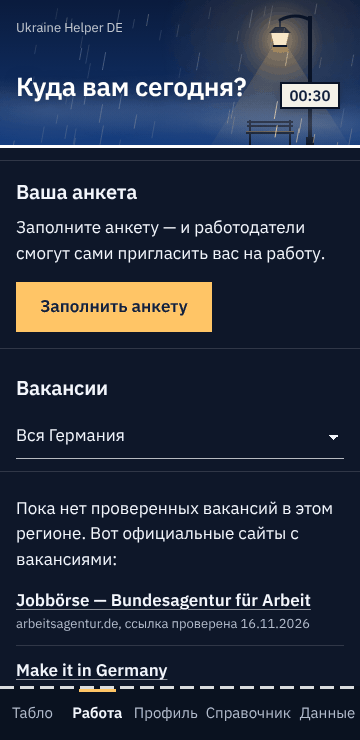 Ukraine Helper DE
Куда вам сегодня?
00:30
Ваша анкета
Заполните анкету — и работодатели
смогут сами пригласить вас на работу.
Заполнить анкету
Вакансии
Вся Германия
Пока нет проверенных вакансий в этом
регионе. Вот официальные сайты с
вакансиями:
Jobbörse — Bundesagentur für Arbeit
arbeitsagentur.de, ссылка проверена 16.11.2026
Make it in Germany
Табло Работа Профиль Справочник Данные